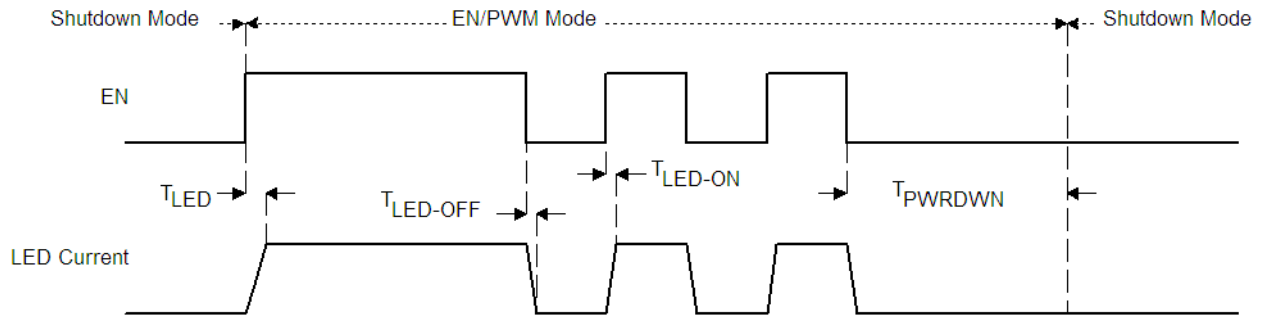 Shutdown Mode
EN/PWM Mode
Shutdown Mode
EN
TLED
TLED-OFF
TLED-ON
TPWRDWN
LED Current